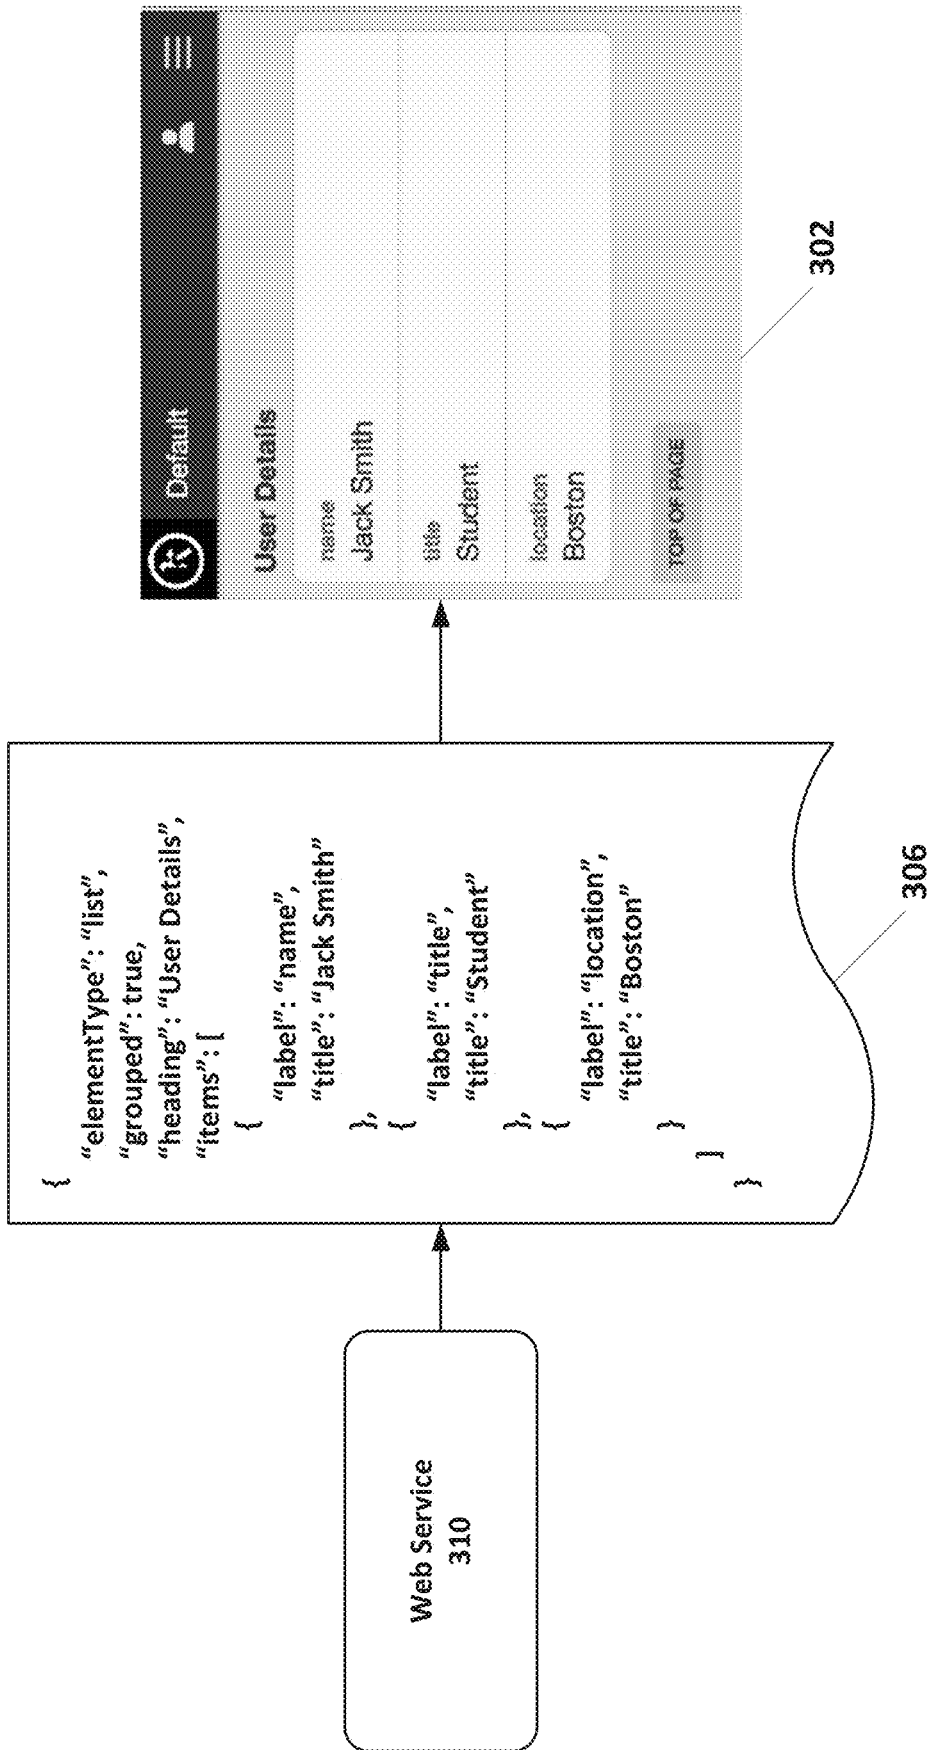 Web Service
310
{
“elementType”: “list”,
“grouped”: true,
“heading”: “User Details”,
“items”: [
{
“label”: “name”,
“title”: “Jack Smith”
},
{
“label”: “title”,
“title”: “Student”
},
{
“label”: “location”,
“title”: “Boston”
}
]
}
306
Default
User Details
name
Jack Smith
title
Student
location
Boston
TOP OF PAGE
302